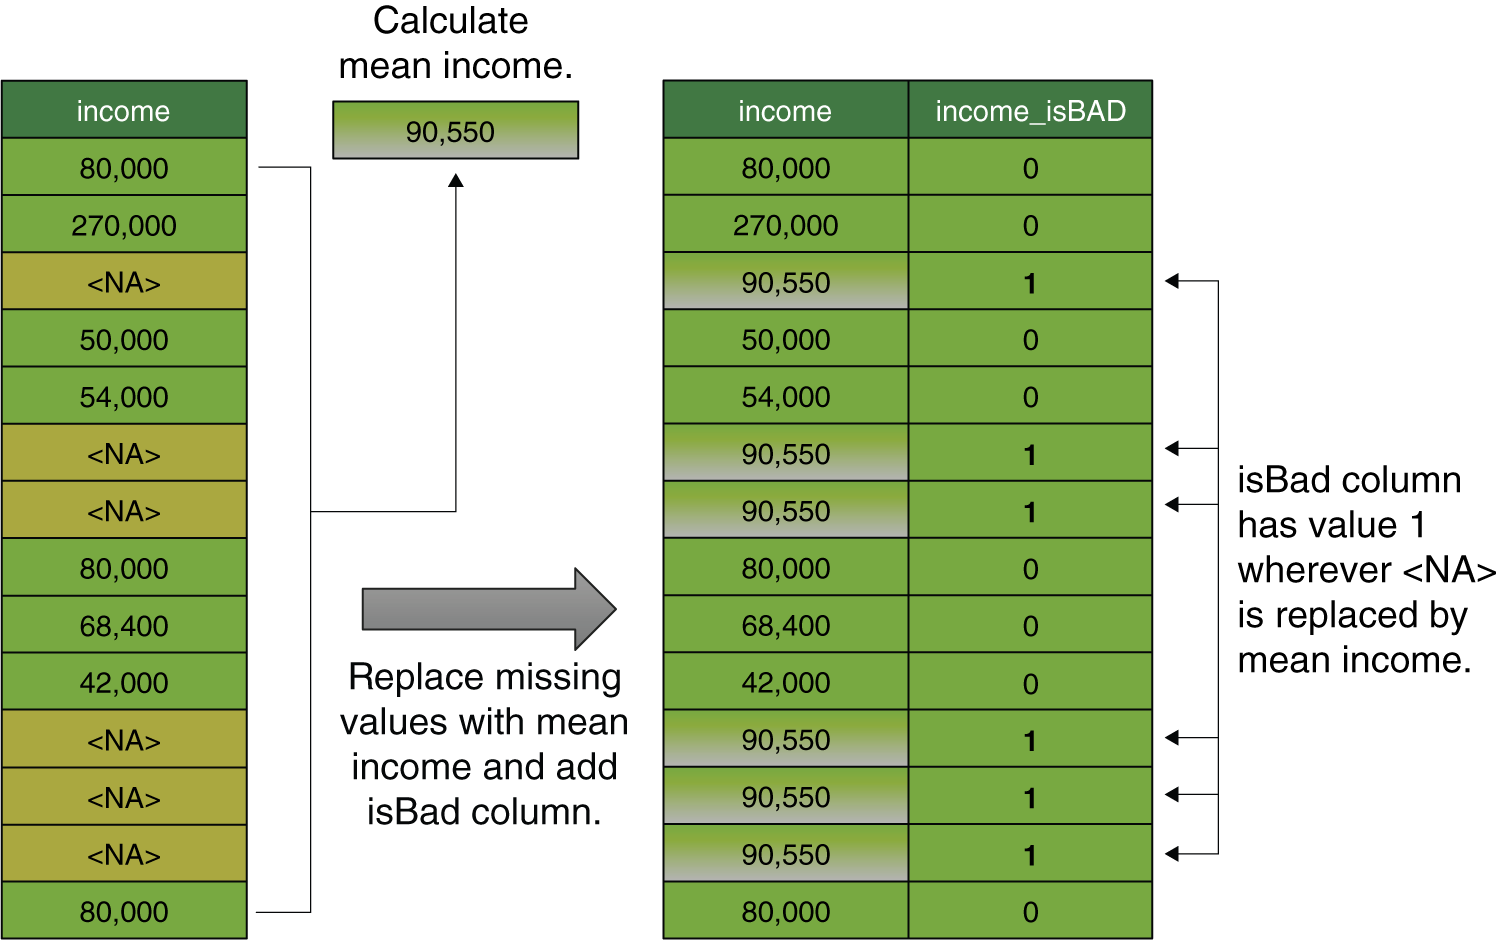 Calculate
mean income.
90,550
income
80,000
270,000
<NA>
50,000
54,000
<NA>
<NA>
80,000
68,400
42,000
<NA>
<NA>
<NA>
80,000
Replace missing
values with mean
income and add
isBad column.
income income_isBAD
80,000 0
270,000 0
90,550 1
50,000 0
54,000 0
90,550 1
90,550 1
80,000 0
68,400 0
42,000 0
90,550 1
90,550 1
90,550 1
80,000 0
isBad column
has value 1
wherever <NA>
is replaced by
mean income.